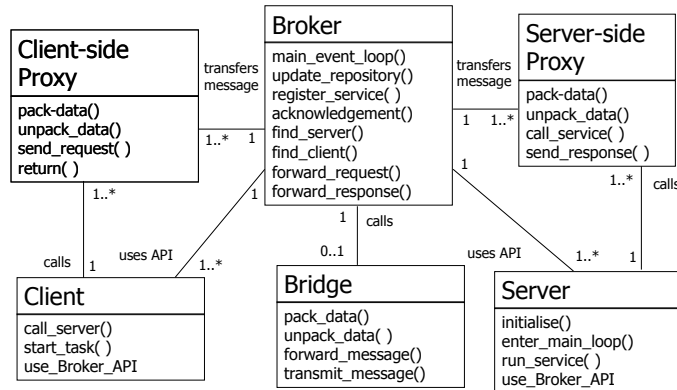 Client-side
Proxy
pack-data()
unpack_data()
send_request( )
return( )
transfers
message
1..*
1
Broker
main_event_loop()
update_repository()
register_service( )
acknowledgement()
find_server()
find_client()
forward_request()
forward_response()
transfers
message
1
1..*
Server-side
Proxy
pack-data()
unpack_data()
call_service( )
send_response( )
1..*
calls
1
uses API
1
1..*
1
calls
0..1
1
uses API
1..*
1..*
calls
1
Client
call_server()
start_task( )
use_Broker_API
Bridge
pack_data()
unpack_data( )
forward_message()
transmit_message()
Server
initialise()
enter_main_loop()
run_service( )
use_Broker_API